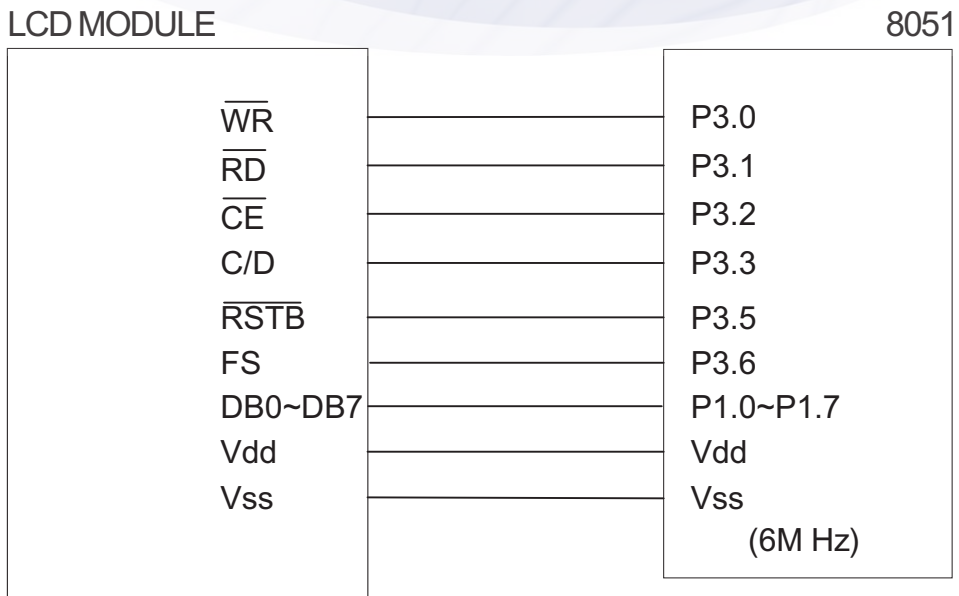 LCD MODULE 8051
WR P3.0
RD P3.1
CE P3.2
C/D P3.3
RSTB P3.5
FS P3.6
DB0~DB7 P1.0~P1.7
Vdd Vdd
Vss Vss
(6M Hz)